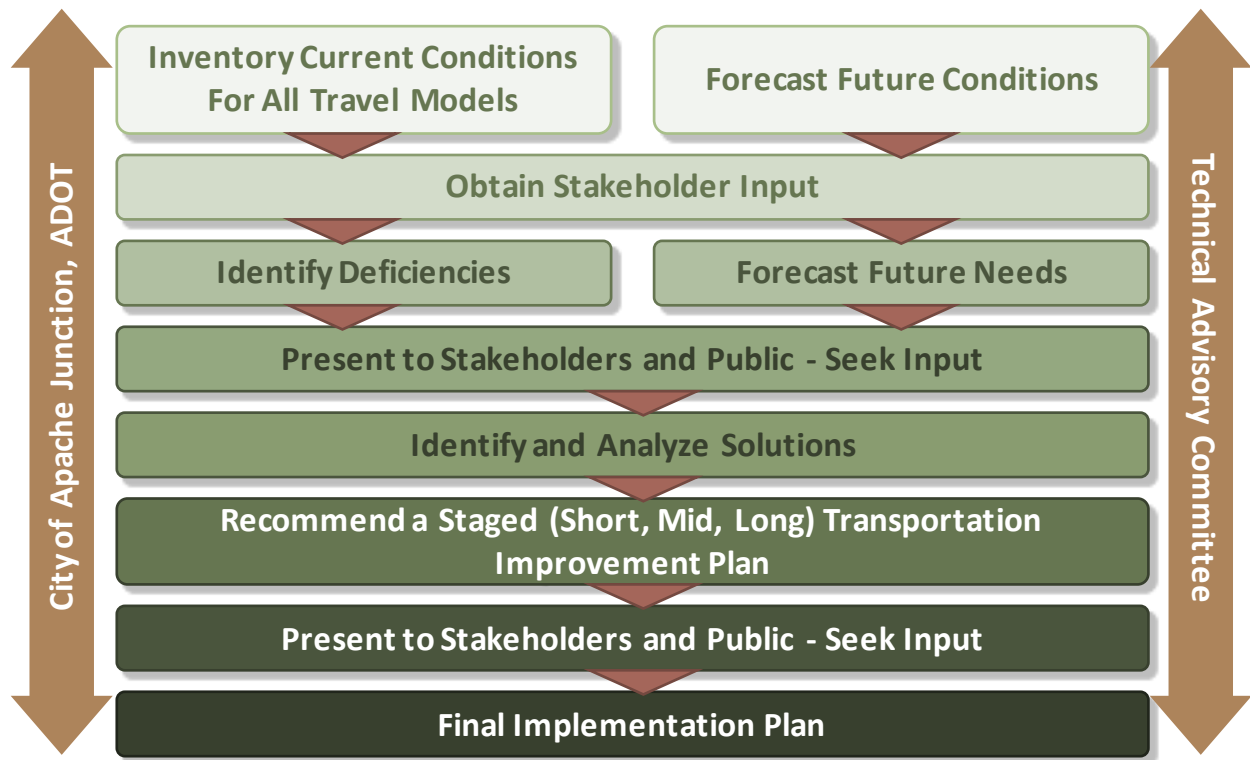 City of Apache Junction, ADOT
Inventory Current Conditions
For All Travel Models
Forecast Future Conditions
Obtain Stakeholder Input
Identify Deficiencies
Forecast Future Needs
Present to Stakeholders and Public - Seek Input
Identify and Analyze Solutions
Recommend a Staged (Short, Mid, Long) Transportation
Improvement Plan
Present to Stakeholders and Public - Seek Input
Final Implementation Plan
Technical Advisory Committee